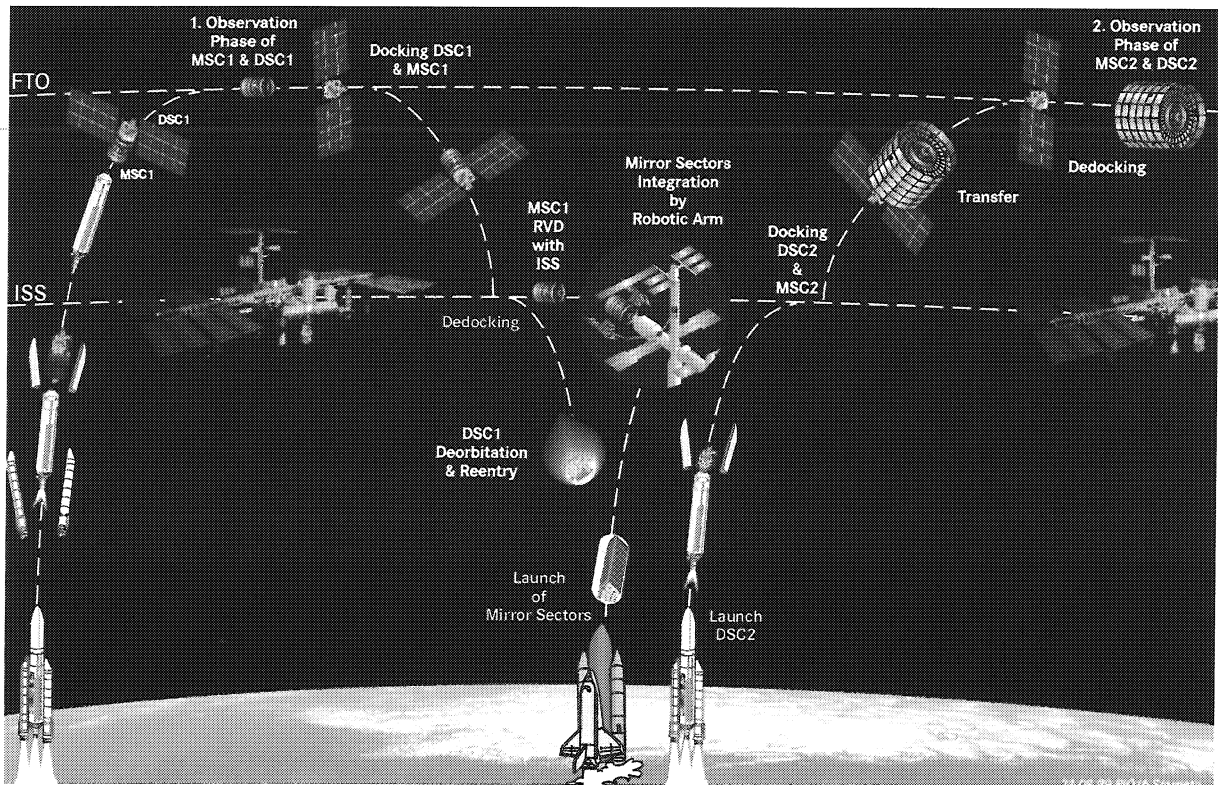 1. Observation
Phase of
MSC1 & DSC1
Docking DSC1
& MSC1
2. Observation
Phase of
MSC2 & DSC2
FTO
DSC1
MSC1
Mirror Sectors
Integration
by
Robotic Arm
Dedocking
Transfer
MSC1
RVD
with
ISS
Docking
DSC2
&
MSC2
ISS
Dedocking
DSC1
Deorbitation
& Reentry
Launch
of
Mirror Sectors
Launch
DSC2